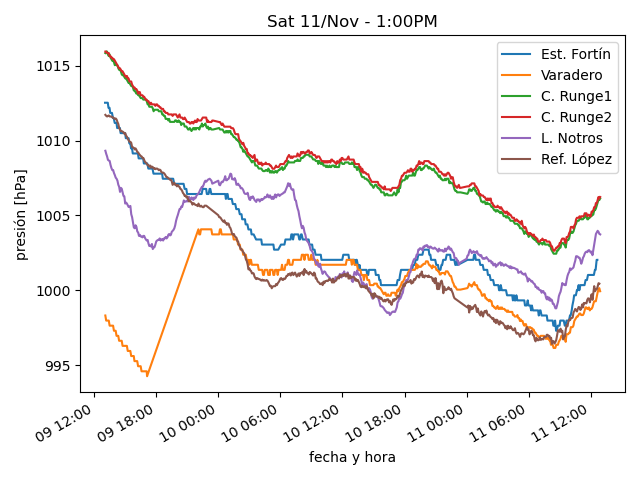 Sat 11/Nov - 1:00PM
Est. Fortín
Varadero
C. Runge1
C. Runge2
L. Notros
Ref. López
presión [hPa]
1015
1010
1005
1000
995
09 12:00
09 18:00
10 00:00
10 06:00
10 12:00
10 18:00
11 00:00
11 06:00
11 12:00
fecha y hora